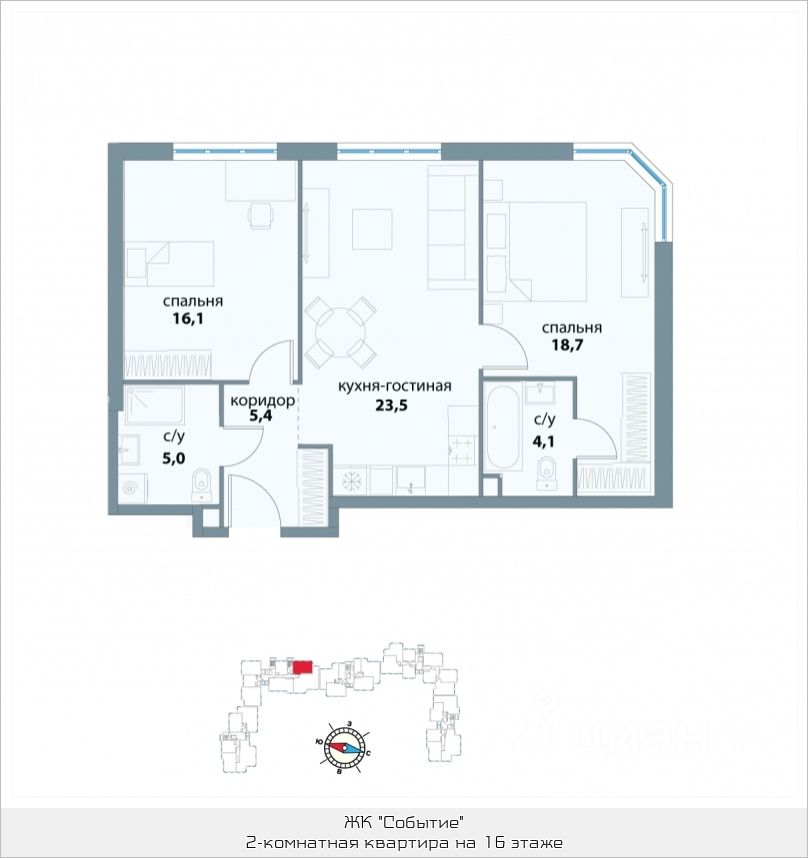 спальня
16,1
спальня
18,7
кухня-гостиная
23,5
коридор
5,4
с/у
5,0
с/у
4,1
З
Ю
С
В
циан
ЖК "Событие"
2-комнатная квартира на 16 этаже